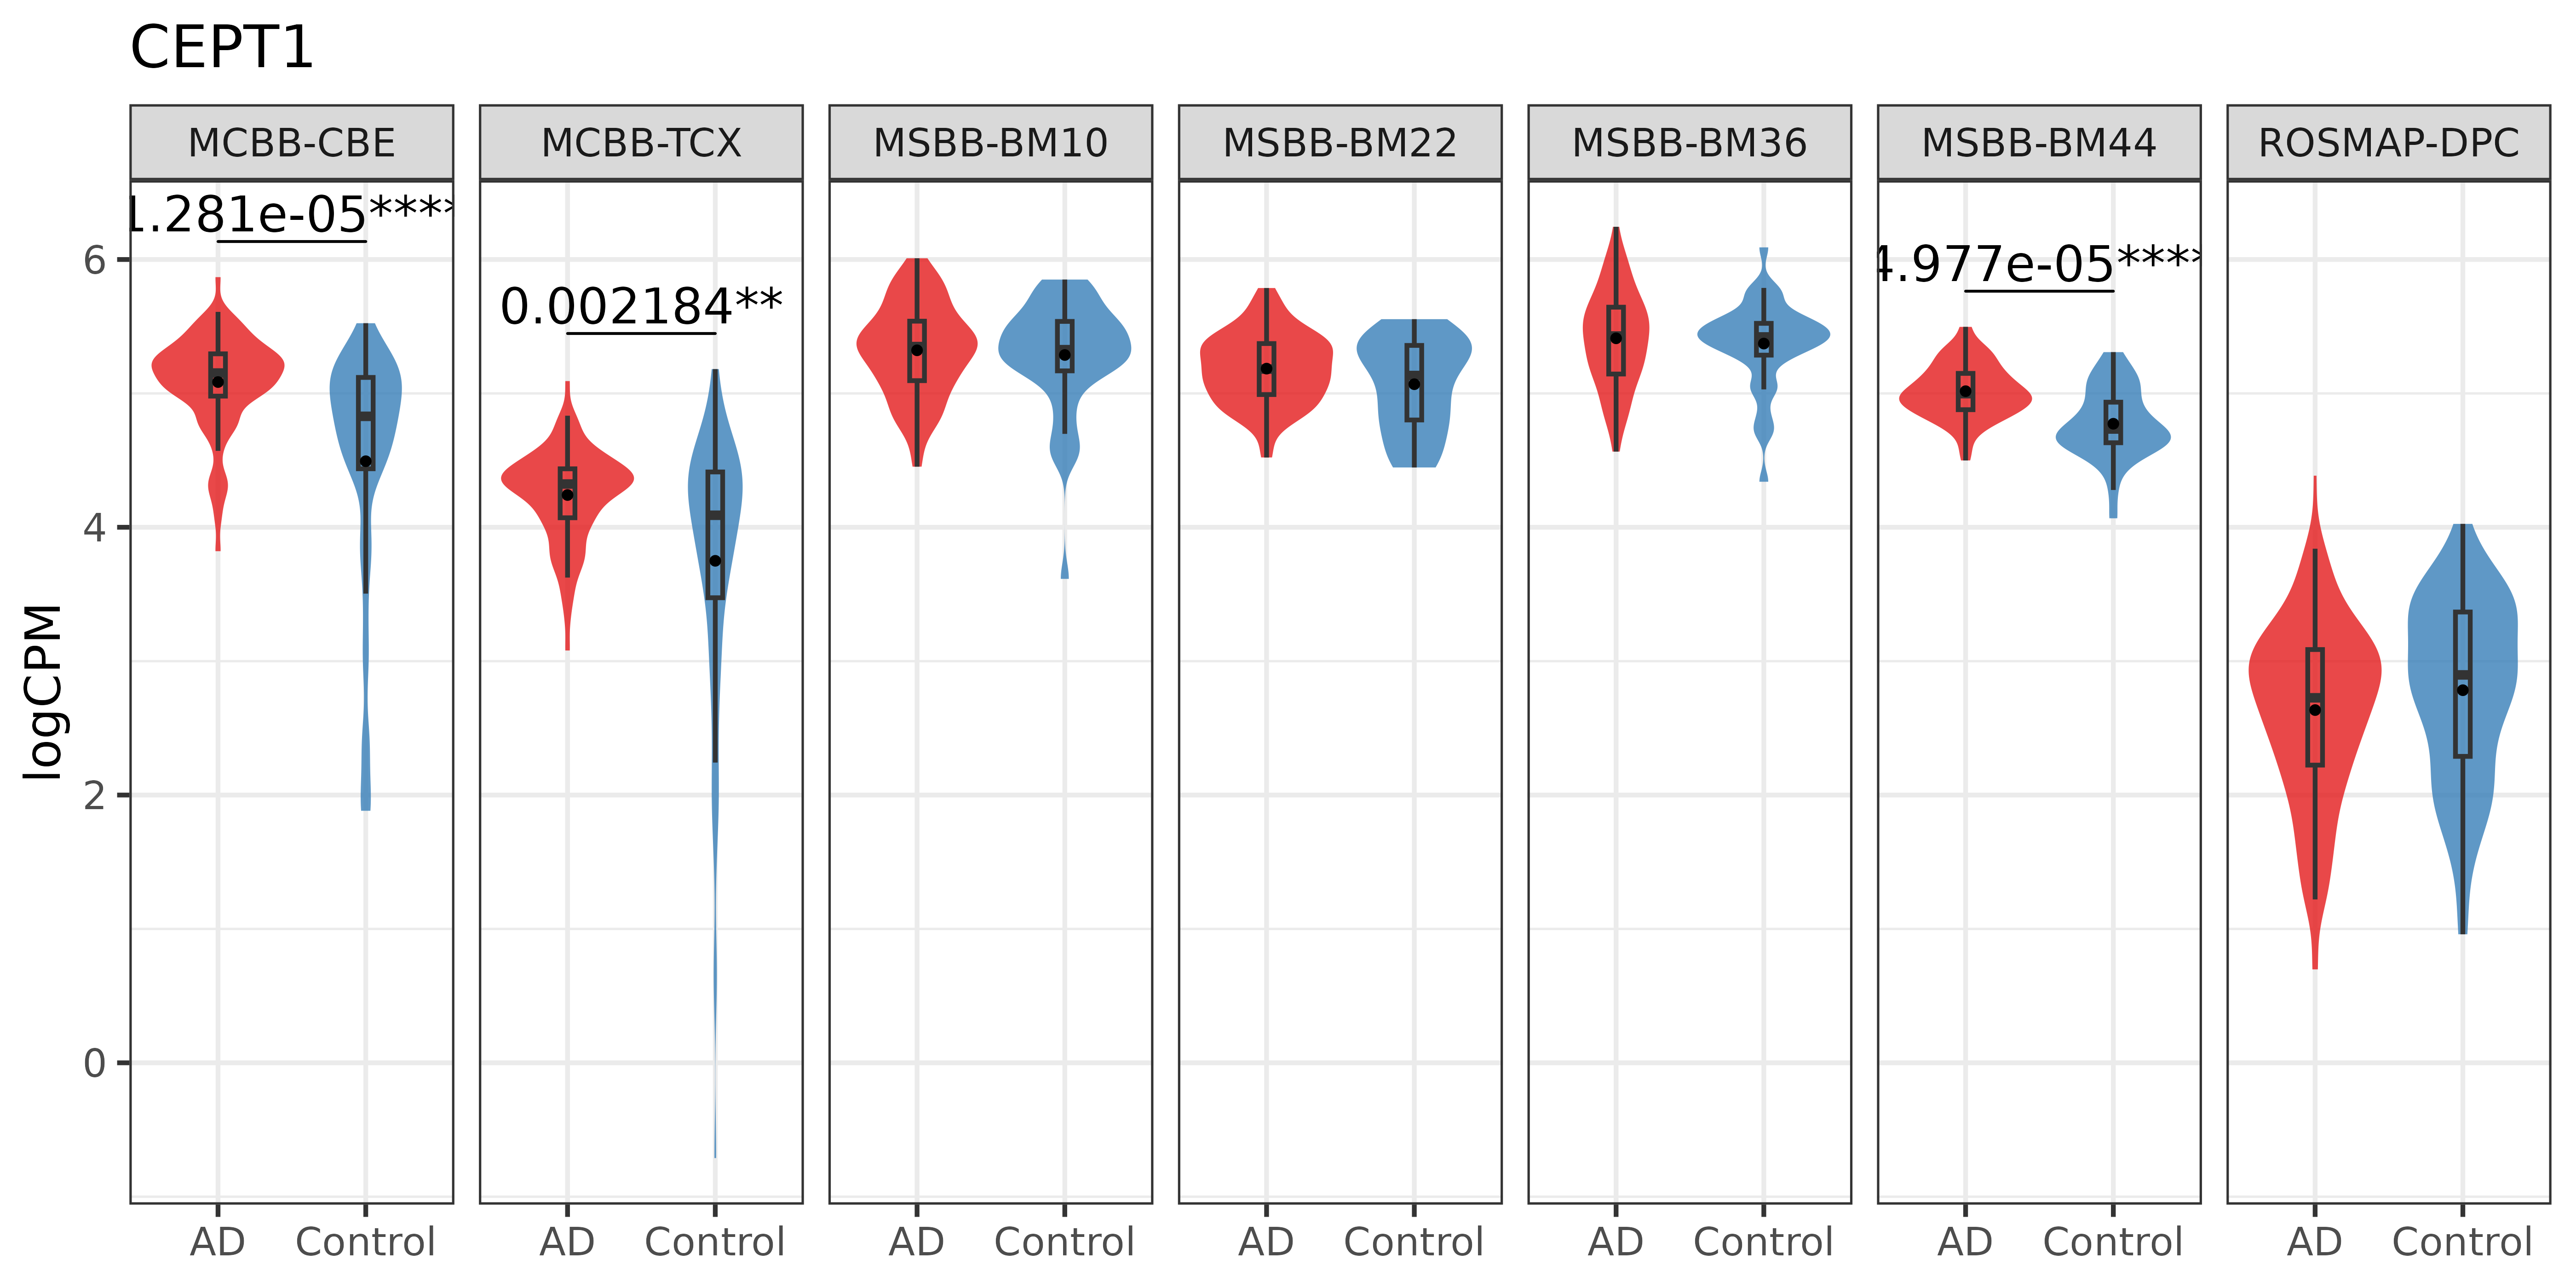 CEPT1
MCBB-CBE MCBB-TCX MSBB-BM10 MSBB-BM22 MSBB-BM36 MSBB-BM44 ROSMAP-DPC
1.281e-05****
4.977e-05****
0.002184**
6
4
2
0
logCPM
AD Control AD Control AD Control AD Control AD Control AD Control AD Control